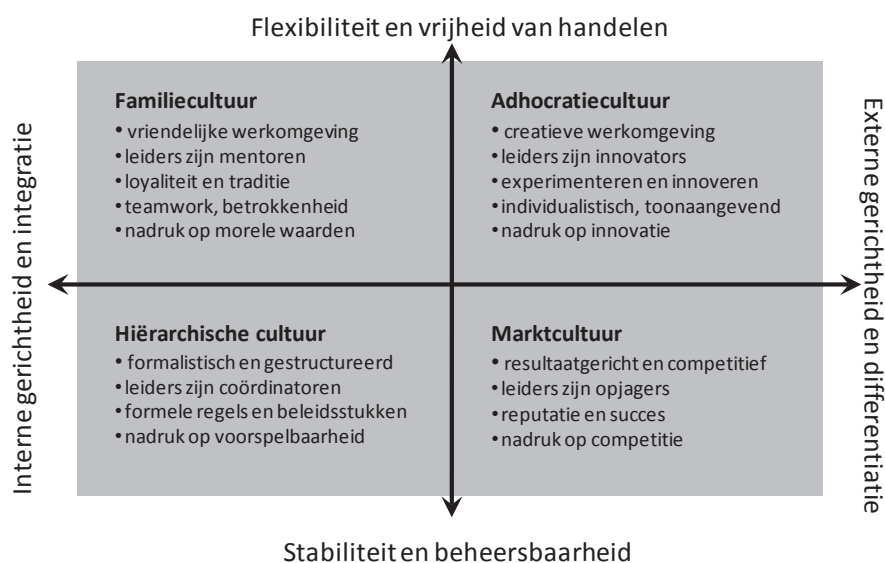 Flexibiliteit en vrijheid van handelen
Interne gerichtheid en integratie
Familiecultuur
• vriendelijke werkomgeving
• leiders zijn mentoren
• loyaliteit en traditie
• teamwork, betrokkenheid
• nadruk op morele waarden
Adhocratiecultuur
• creatieve werkomgeving
• leiders zijn innovators
• experimenteren en innoveren
• individualistisch, toonaangevend
• nadruk op innovatie
Externe gerichtheid en differentiatie
Hiërarchische cultuur
• formalistisch en gestructureerd
• leiders zijn coördinatoren
• formele regels en beleidsstukken
• nadruk op voorspelbaarheid
Marktcultuur
• resultaatgericht en competitief
• leiders zijn opjagers
• reputatie en succes
• nadruk op competitie
Stabiliteit en beheersbaarheid